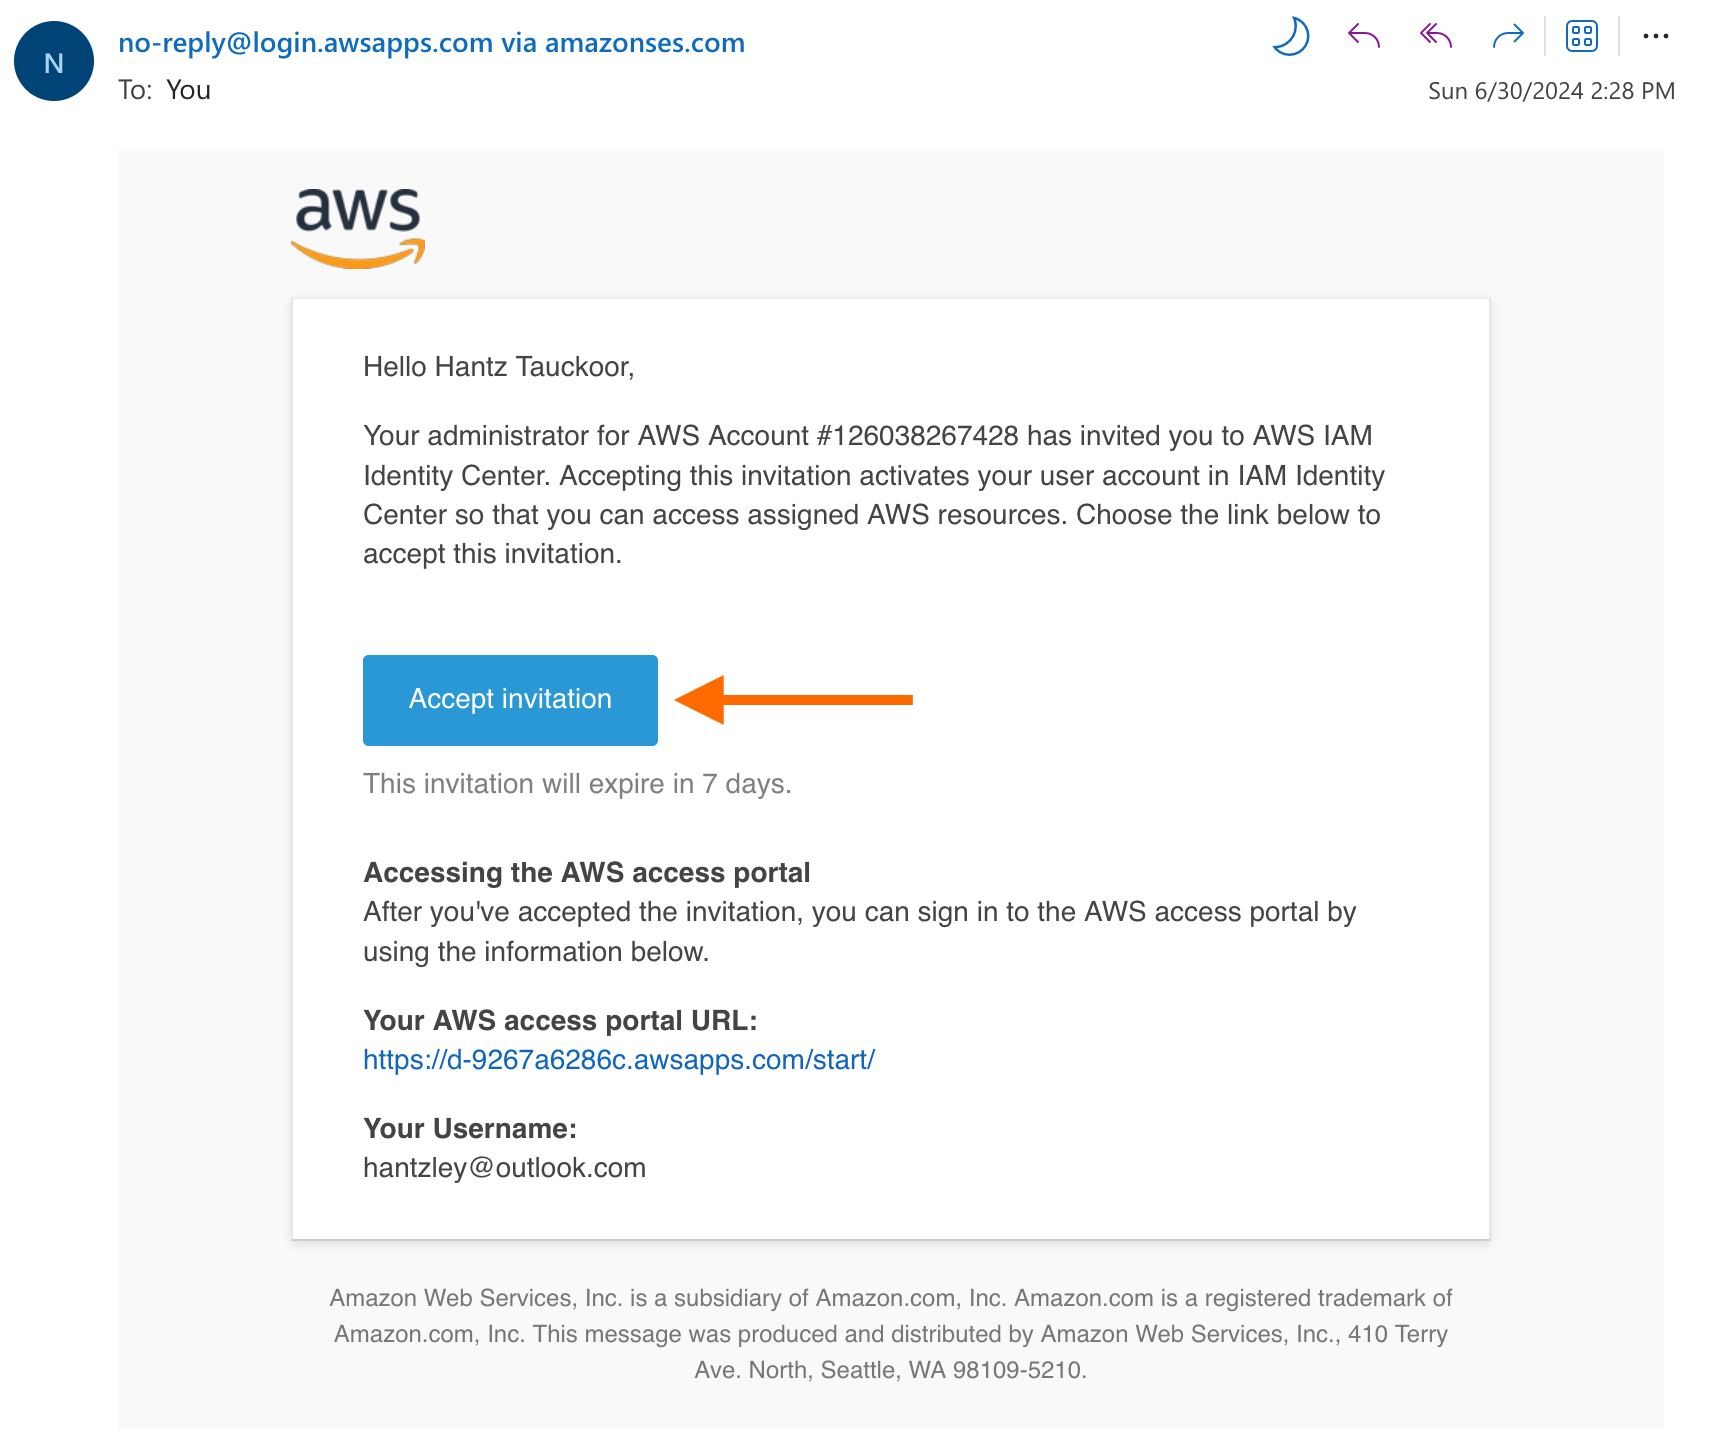 N
no-reply@login.awsapps.com via amazonses.com
To: You
Sun 6/30/2024 2:28 PM
aws
Hello Hantz Tauckoor,
Your administrator for AWS Account #126038267428 has invited you to AWS IAM
Identity Center. Accepting this invitation activates your user account in IAM Identity
Center so that you can access assigned AWS resources. Choose the link below to
accept this invitation.
Accept invitation
This invitation will expire in 7 days.
Accessing the AWS access portal
After you've accepted the invitation, you can sign in to the AWS access portal by
using the information below.
Your AWS access portal URL:
https://d-9267a6286c.awsapps.com/start/
Your Username:
hantzley@outlook.com
Amazon Web Services, Inc. is a subsidiary of Amazon.com, Inc. Amazon.com is a registered trademark of
Amazon.com, Inc. This message was produced and distributed by Amazon Web Services, Inc., 410 Terry
Ave. North, Seattle, WA 98109-5210.